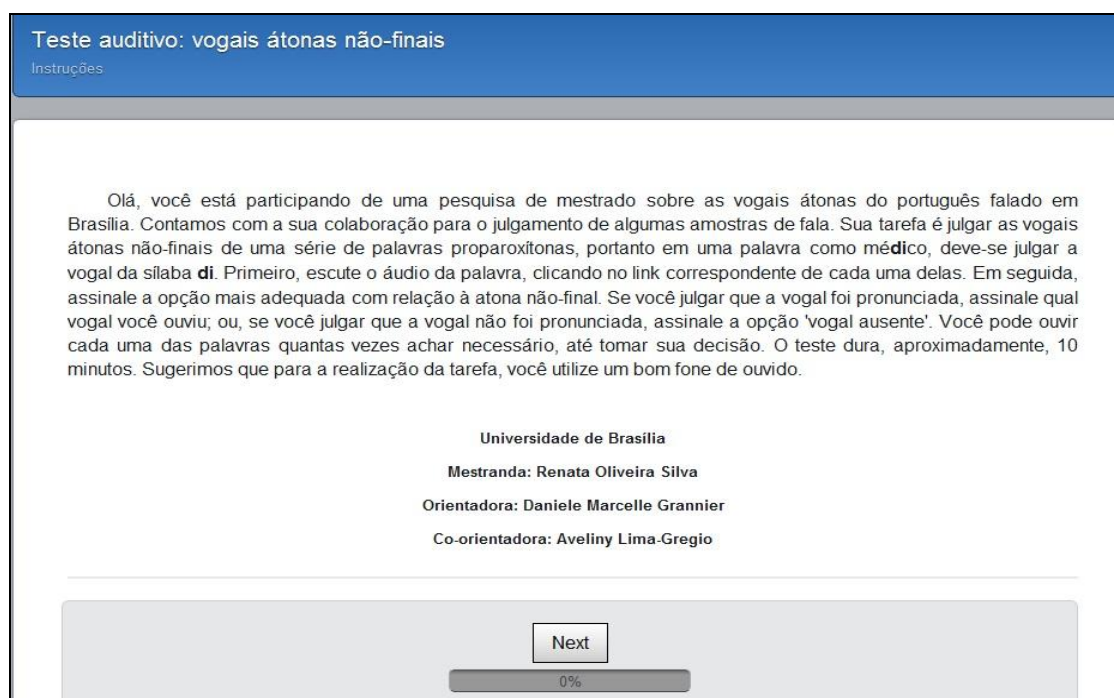 Teste auditivo: vogais átonas não-finais
Instruções
Olá, você está participando de uma pesquisa de mestrado sobre as vogais átonas do português falado em
Brasília. Contamos com a sua colaboração para o julgamento de algumas amostras de fala. Sua tarefa é julgar as vogais
átonas não-finais de uma série de palavras proparoxítonas, portanto em uma palavra como médico, deve-se julgar a
vogal da sílaba di. Primeiro, escute o áudio da palavra, clicando no link correspondente de cada uma delas. Em seguida,
assinale a opção mais adequada com relação à atona não-final. Se você julgar que a vogal foi pronunciada, assinale qual
vogal você ouviu; ou, se você julgar que a vogal não foi pronunciada, assinale a opção 'vogal ausente'. Você pode ouvir
cada uma das palavras quantas vezes achar necessário, até tomar sua decisão. O teste dura, aproximadamente, 10
minutos. Sugerimos que para a realização da tarefa, você utilize um bom fone de ouvido.
Universidade de Brasília
Mestranda: Renata Oliveira Silva
Orientadora: Daniele Marcelle Grannier
Co-orientadora: Aveliny Lima-Gregio
Next
0%